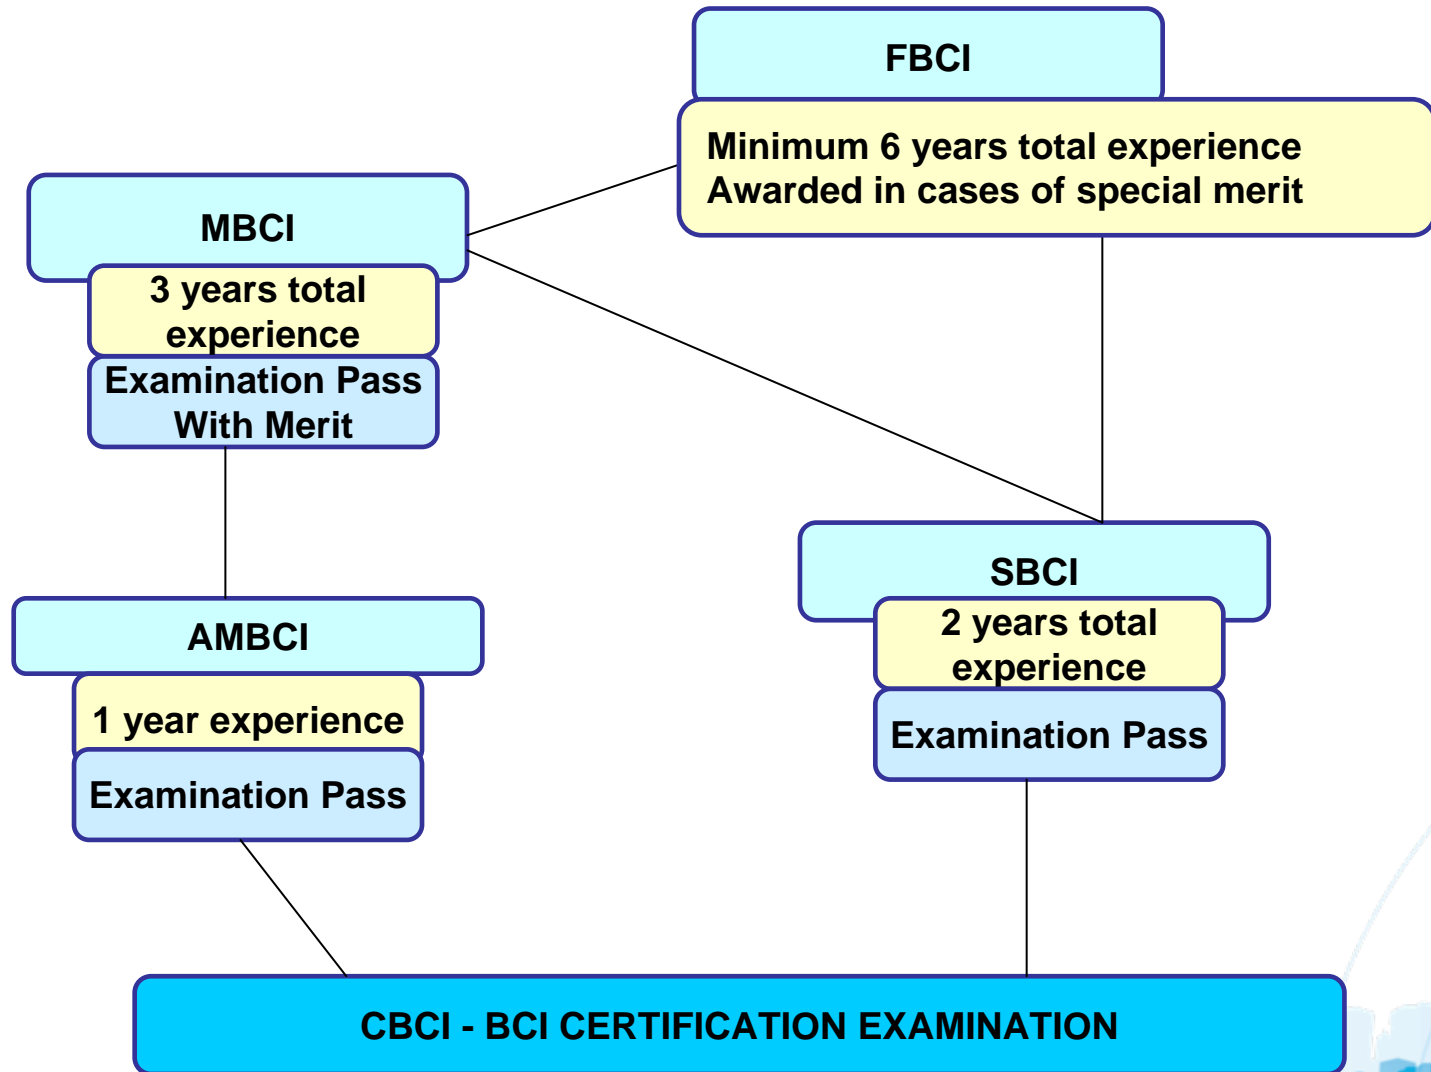 FBCI
Minimum 6 years total experience
Awarded in cases of special merit
MBCI
3 years total
experience
Examination Pass
With Merit
SBCI
2 years total
experience
Examination Pass
AMBCI
1 year experience
Examination Pass
CBCI - BCI CERTIFICATION EXAMINATION